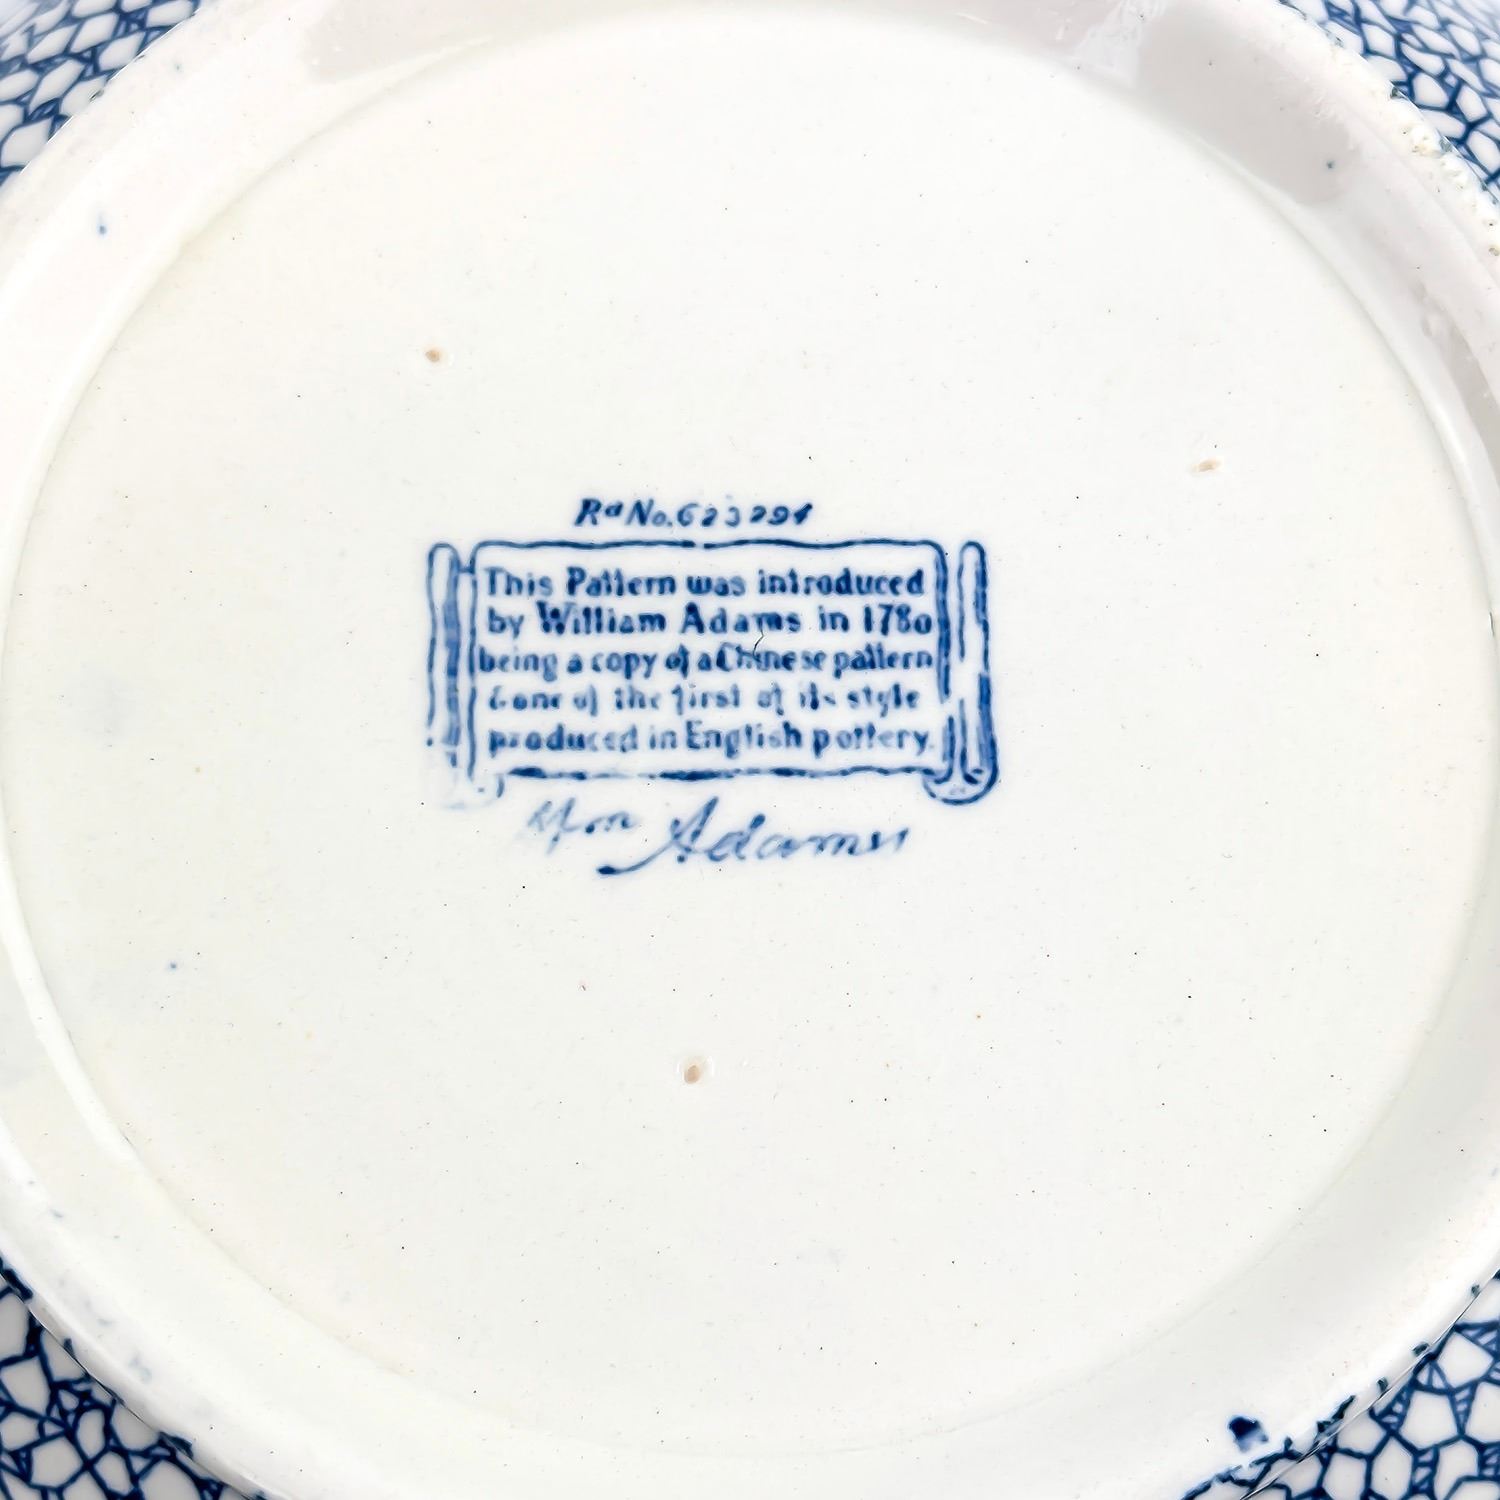 Rd No. 623294
This Pattern was introduced
by William Adams in 1780
being a copy of a Chinese pattern
& one of the first of its style
produced in English pottery.
Wm Adams